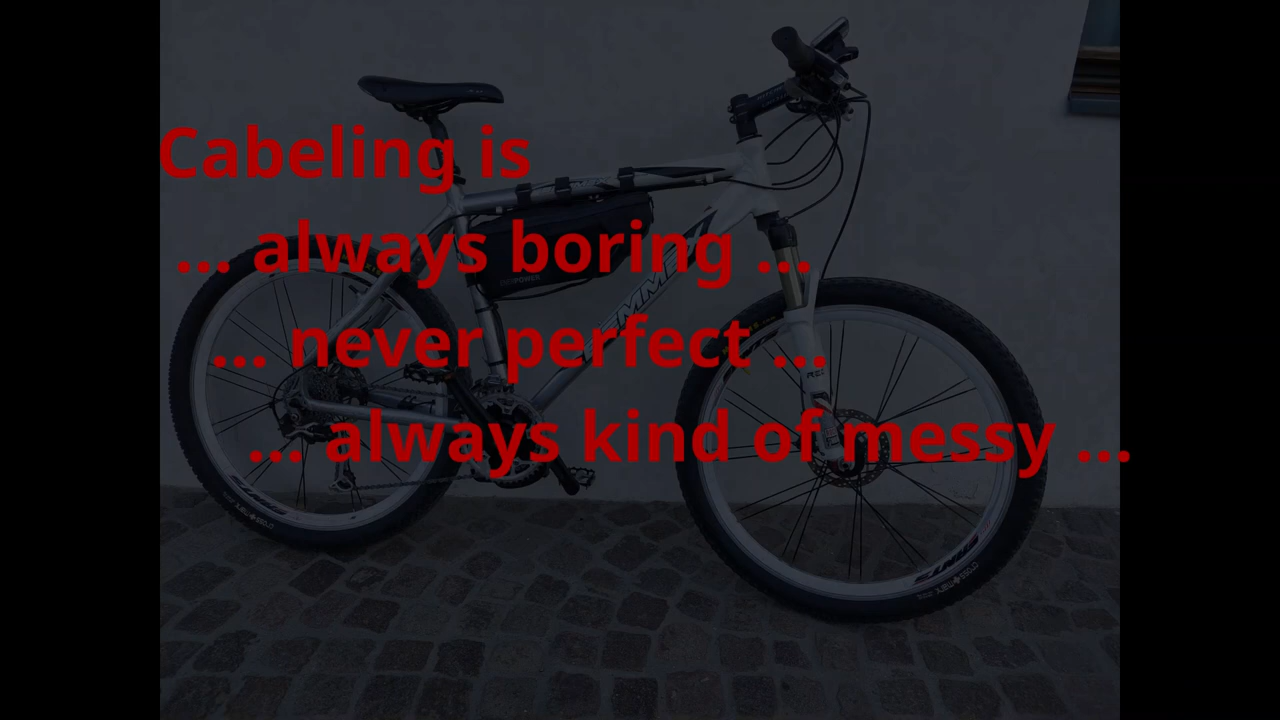 Cabeling is
... always boring ...
... never perfect ...
... always kind of messy ...